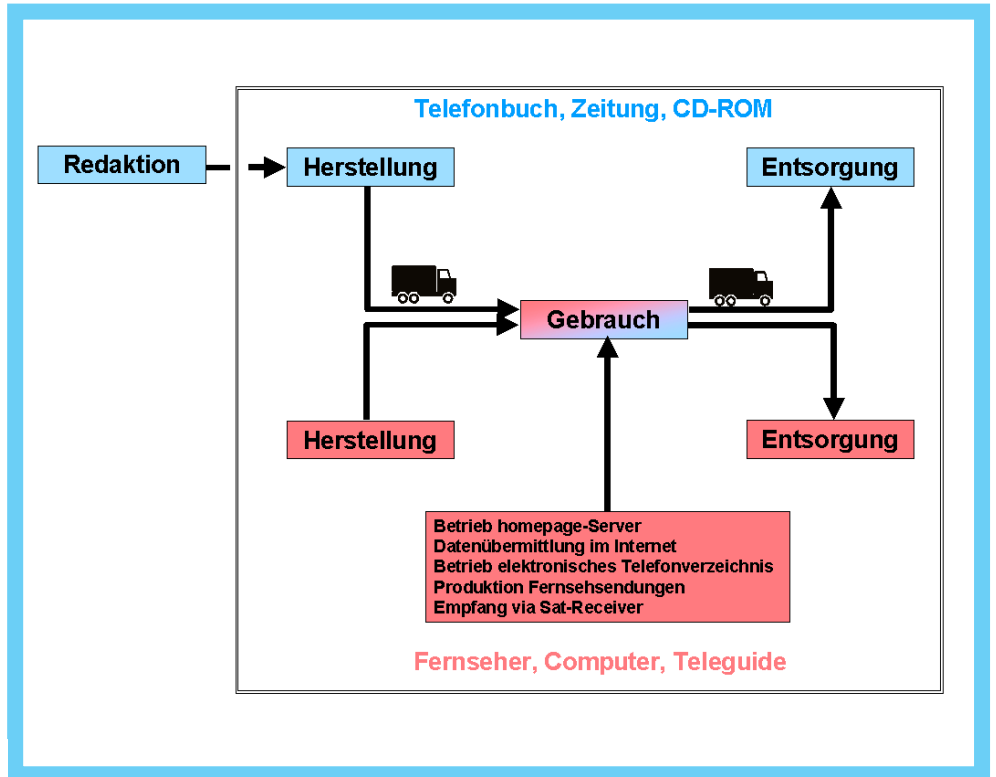 Telefonbuch, Zeitung, CD-ROM
Redaktion
Herstellung
Entsorgung
Gebrauch
Herstellung
Entsorgung
Betrieb homepage-Server
Datenübermittlung im Internet
Betrieb elektronisches Telefonverzeichnis
Produktion Fernsehsendungen
Empfang via Sat-Receiver
Fernseher, Computer, Teleguide